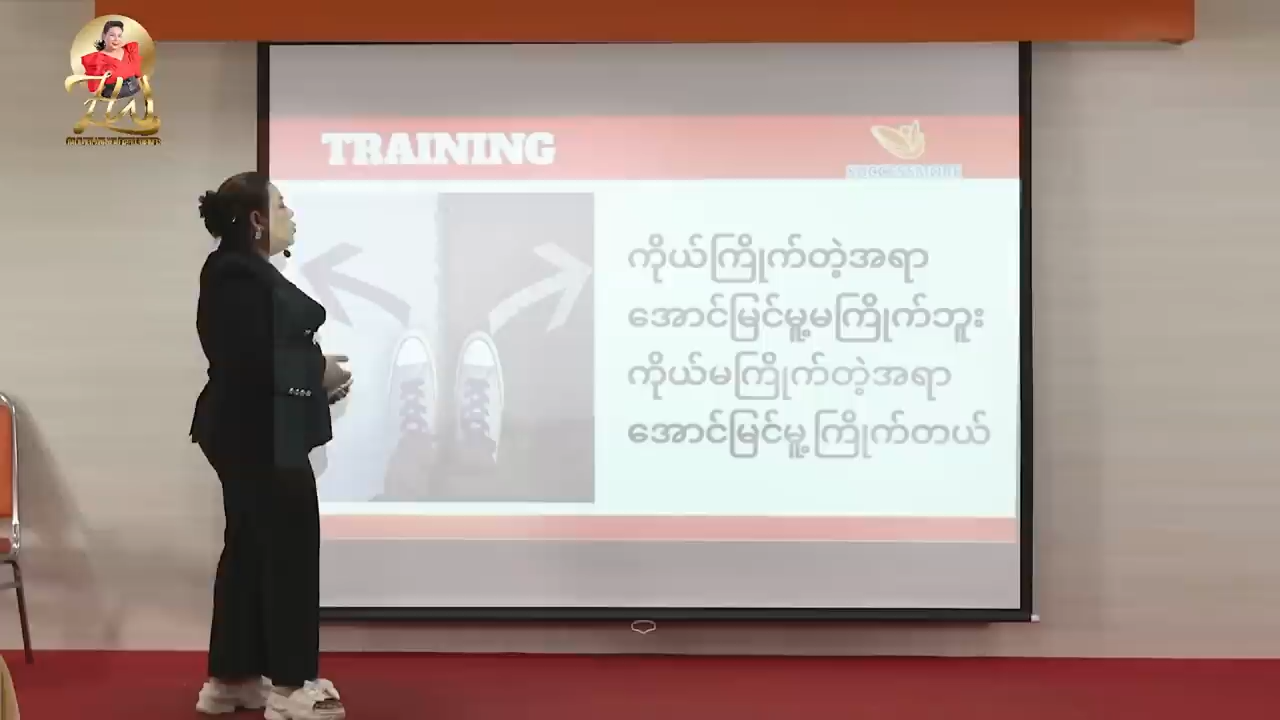 TRAINING
ကိုယ်ကြိုက်တဲ့အရာ
အောင်မြင်မှု့မကြိုက်ဘူး
ကိုယ်မကြိုက်တဲ့အရာ
အောင်မြင်မှု့ ကြိုက်တယ်